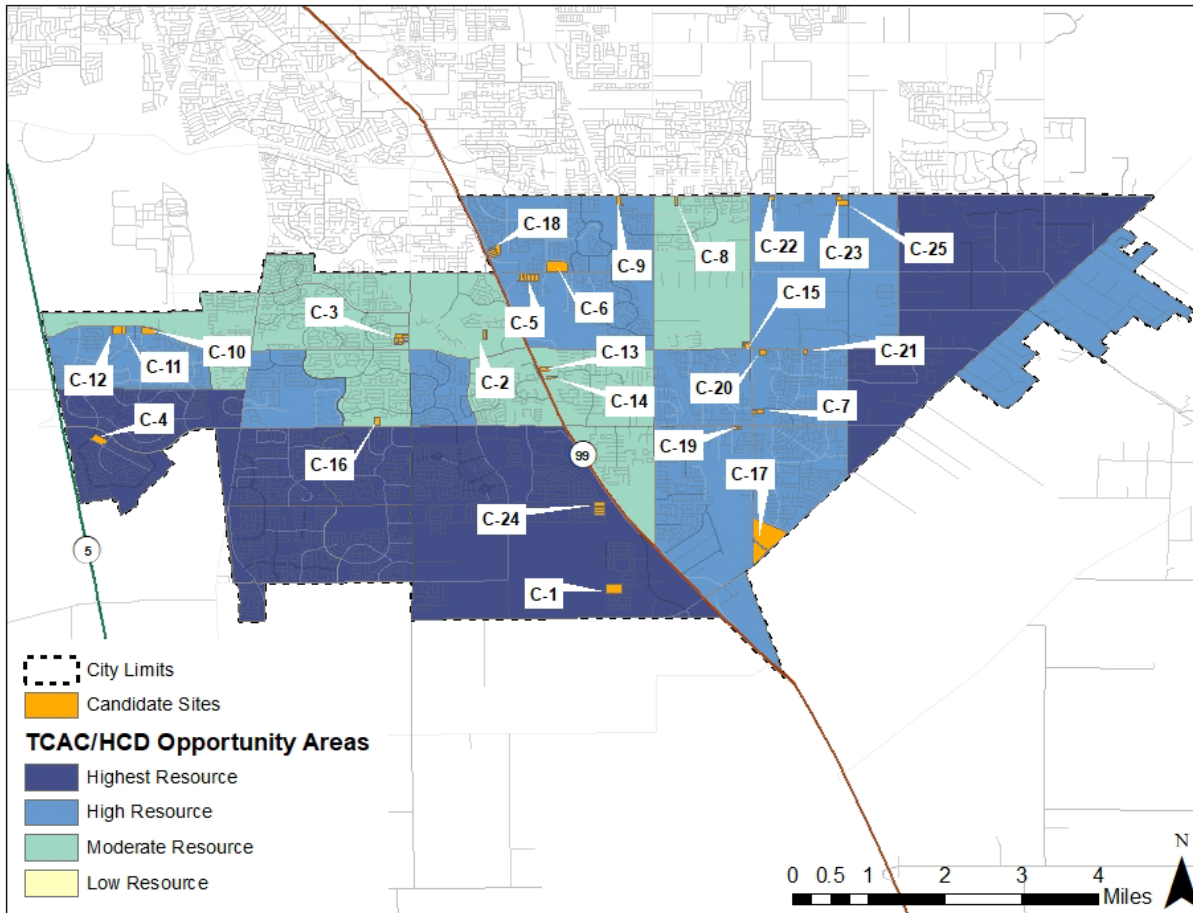 C-18
C-9
C-8
C-22
C-23
C-25
C-6
C-5
C-15
C-3
C-10
C-11
C-12
C-2
C-13
C-14
C-21
C-20
C-7
C-4
C-16
C-19
C-17
99
C-24
5
C-1
City Limits
Candidate Sites
TCAC/HCD Opportunity Areas
Highest Resource
High Resource
Moderate Resource
Low Resource
0 0.5 1 2 3 4
Miles
N